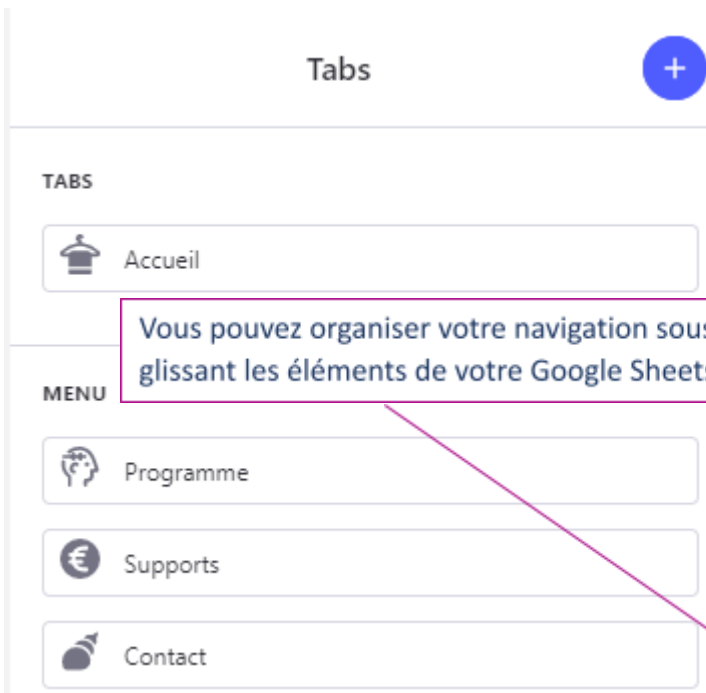 Tabs
+
TABS
Accueil
Vous pouvez organiser votre navigation sous
glissant les éléments de votre Google Sheets
MENU
Programme
Supports
Contact